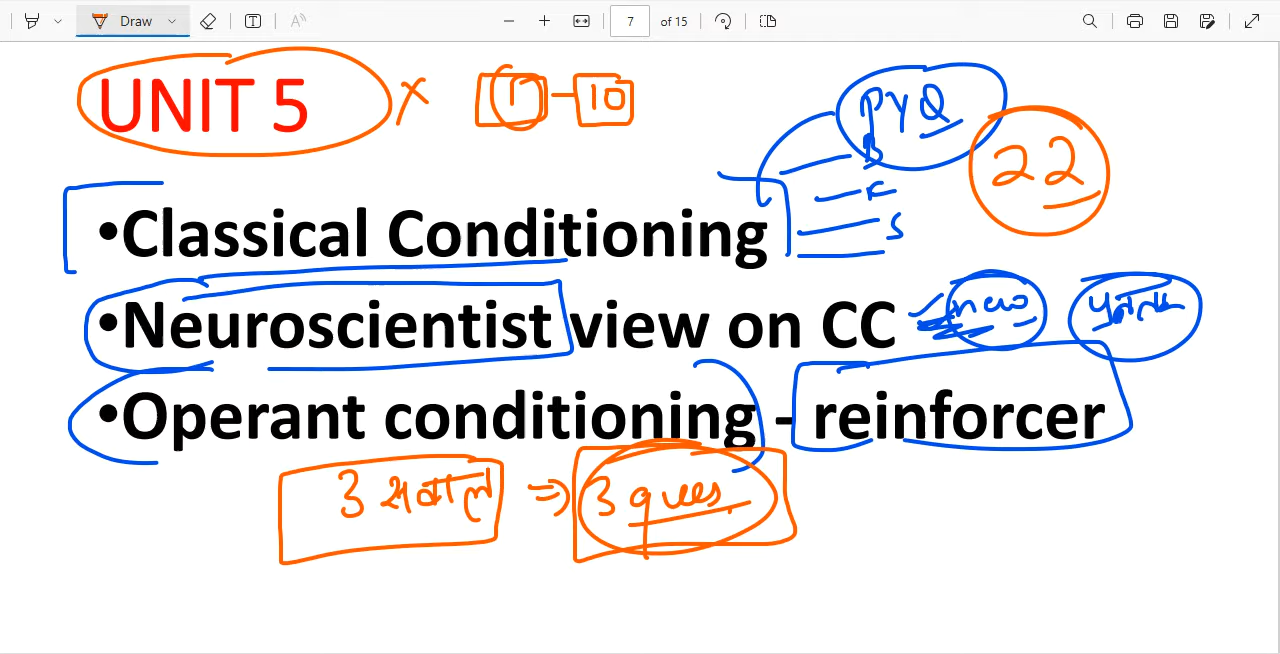 Draw
7 of 15
UNIT 5 × 1 - 10
PYQ
22
•Classical Conditioning
•Neuroscientist view on CC new
•Operant conditioning - reinforcer
3 सवाल ⇒ 3 ques.